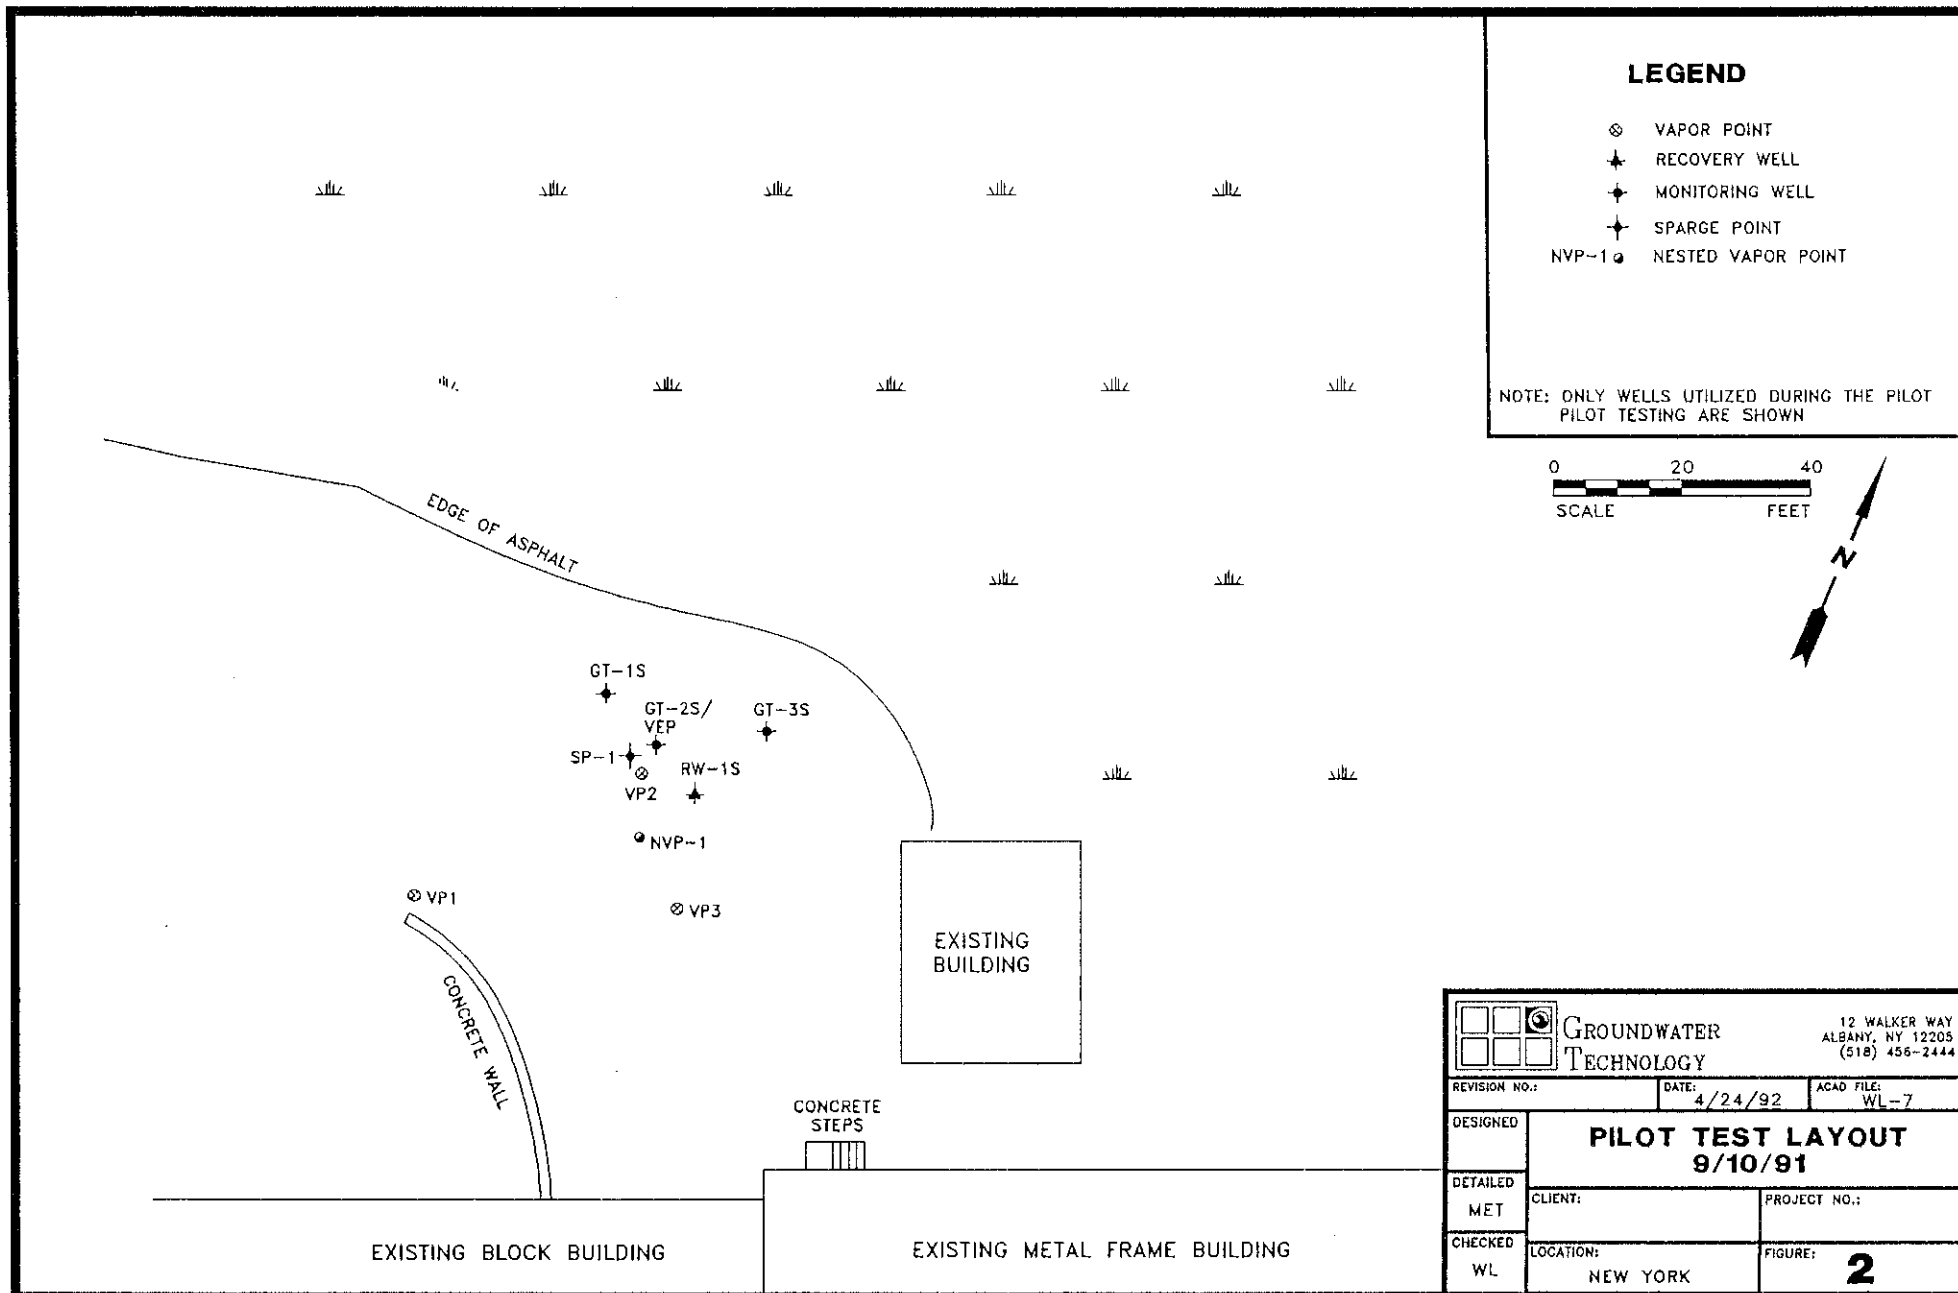 LEGEND
VAPOR POINT
RECOVERY WELL
MONITORING WELL
SPARGE POINT
NVP-1 NESTED VAPOR POINT
NOTE: ONLY WELLS UTILIZED DURING THE PILOT
PILOT TESTING ARE SHOWN
0 20 40
SCALE FEET
N
EDGE OF ASPHALT
GT-1S
GT-2S/
VEP
GT-3S
SP-1
RW-1S
VP2
NVP-1
VP1
VP3
EXISTING
BUILDING
CONCRETE WALL
CONCRETE
STEPS
EXISTING BLOCK BUILDING
EXISTING METAL FRAME BUILDING
GROUNDWATER
TECHNOLOGY
12 WALKER WAY
ALBANY, NY 12205
(518) 456-2444
REVISION NO.:
DATE:
4/24/92
ACAD FILE:
WL-7
DESIGNED
PILOT TEST LAYOUT
9/10/91
DETAILED
MET
CLIENT:
PROJECT NO.:
CHECKED
WL
LOCATION:
NEW YORK
FIGURE:
2